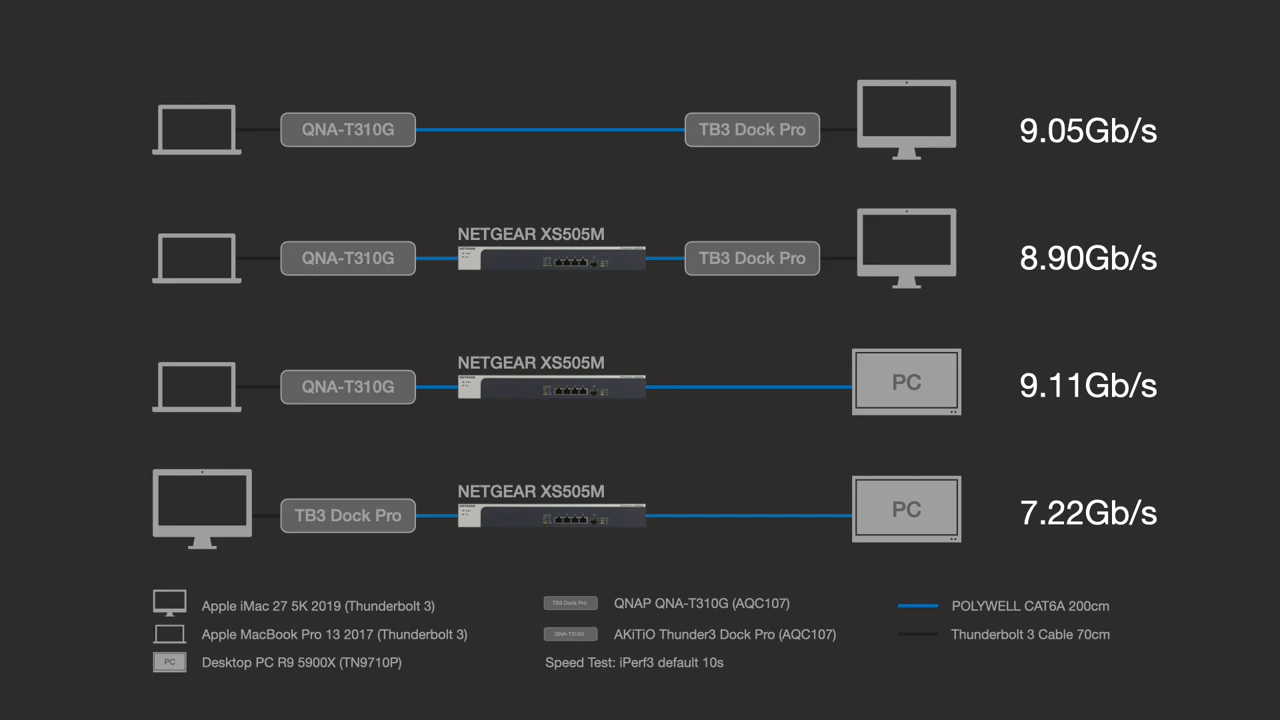 QNA-T310G TB3 Dock Pro 9.05Gb/s
NETGEAR XS505M
QNA-T310G TB3 Dock Pro 8.90Gb/s
NETGEAR XS505M
QNA-T310G PC 9.11Gb/s
NETGEAR XS505M
TB3 Dock Pro PC 7.22Gb/s
Apple iMac 27 5K 2019 (Thunderbolt 3) TB3 Dock Pro QNAP QNA-T310G (AQC107) POLYWELL CAT6A 200cm
Apple MacBook Pro 13 2017 (Thunderbolt 3) QNA-T310G AKiTiO Thunder3 Dock Pro (AQC107) Thunderbolt 3 Cable 70cm
PC Desktop PC R9 5900X (TN9710P) Speed Test: iPerf3 default 10s